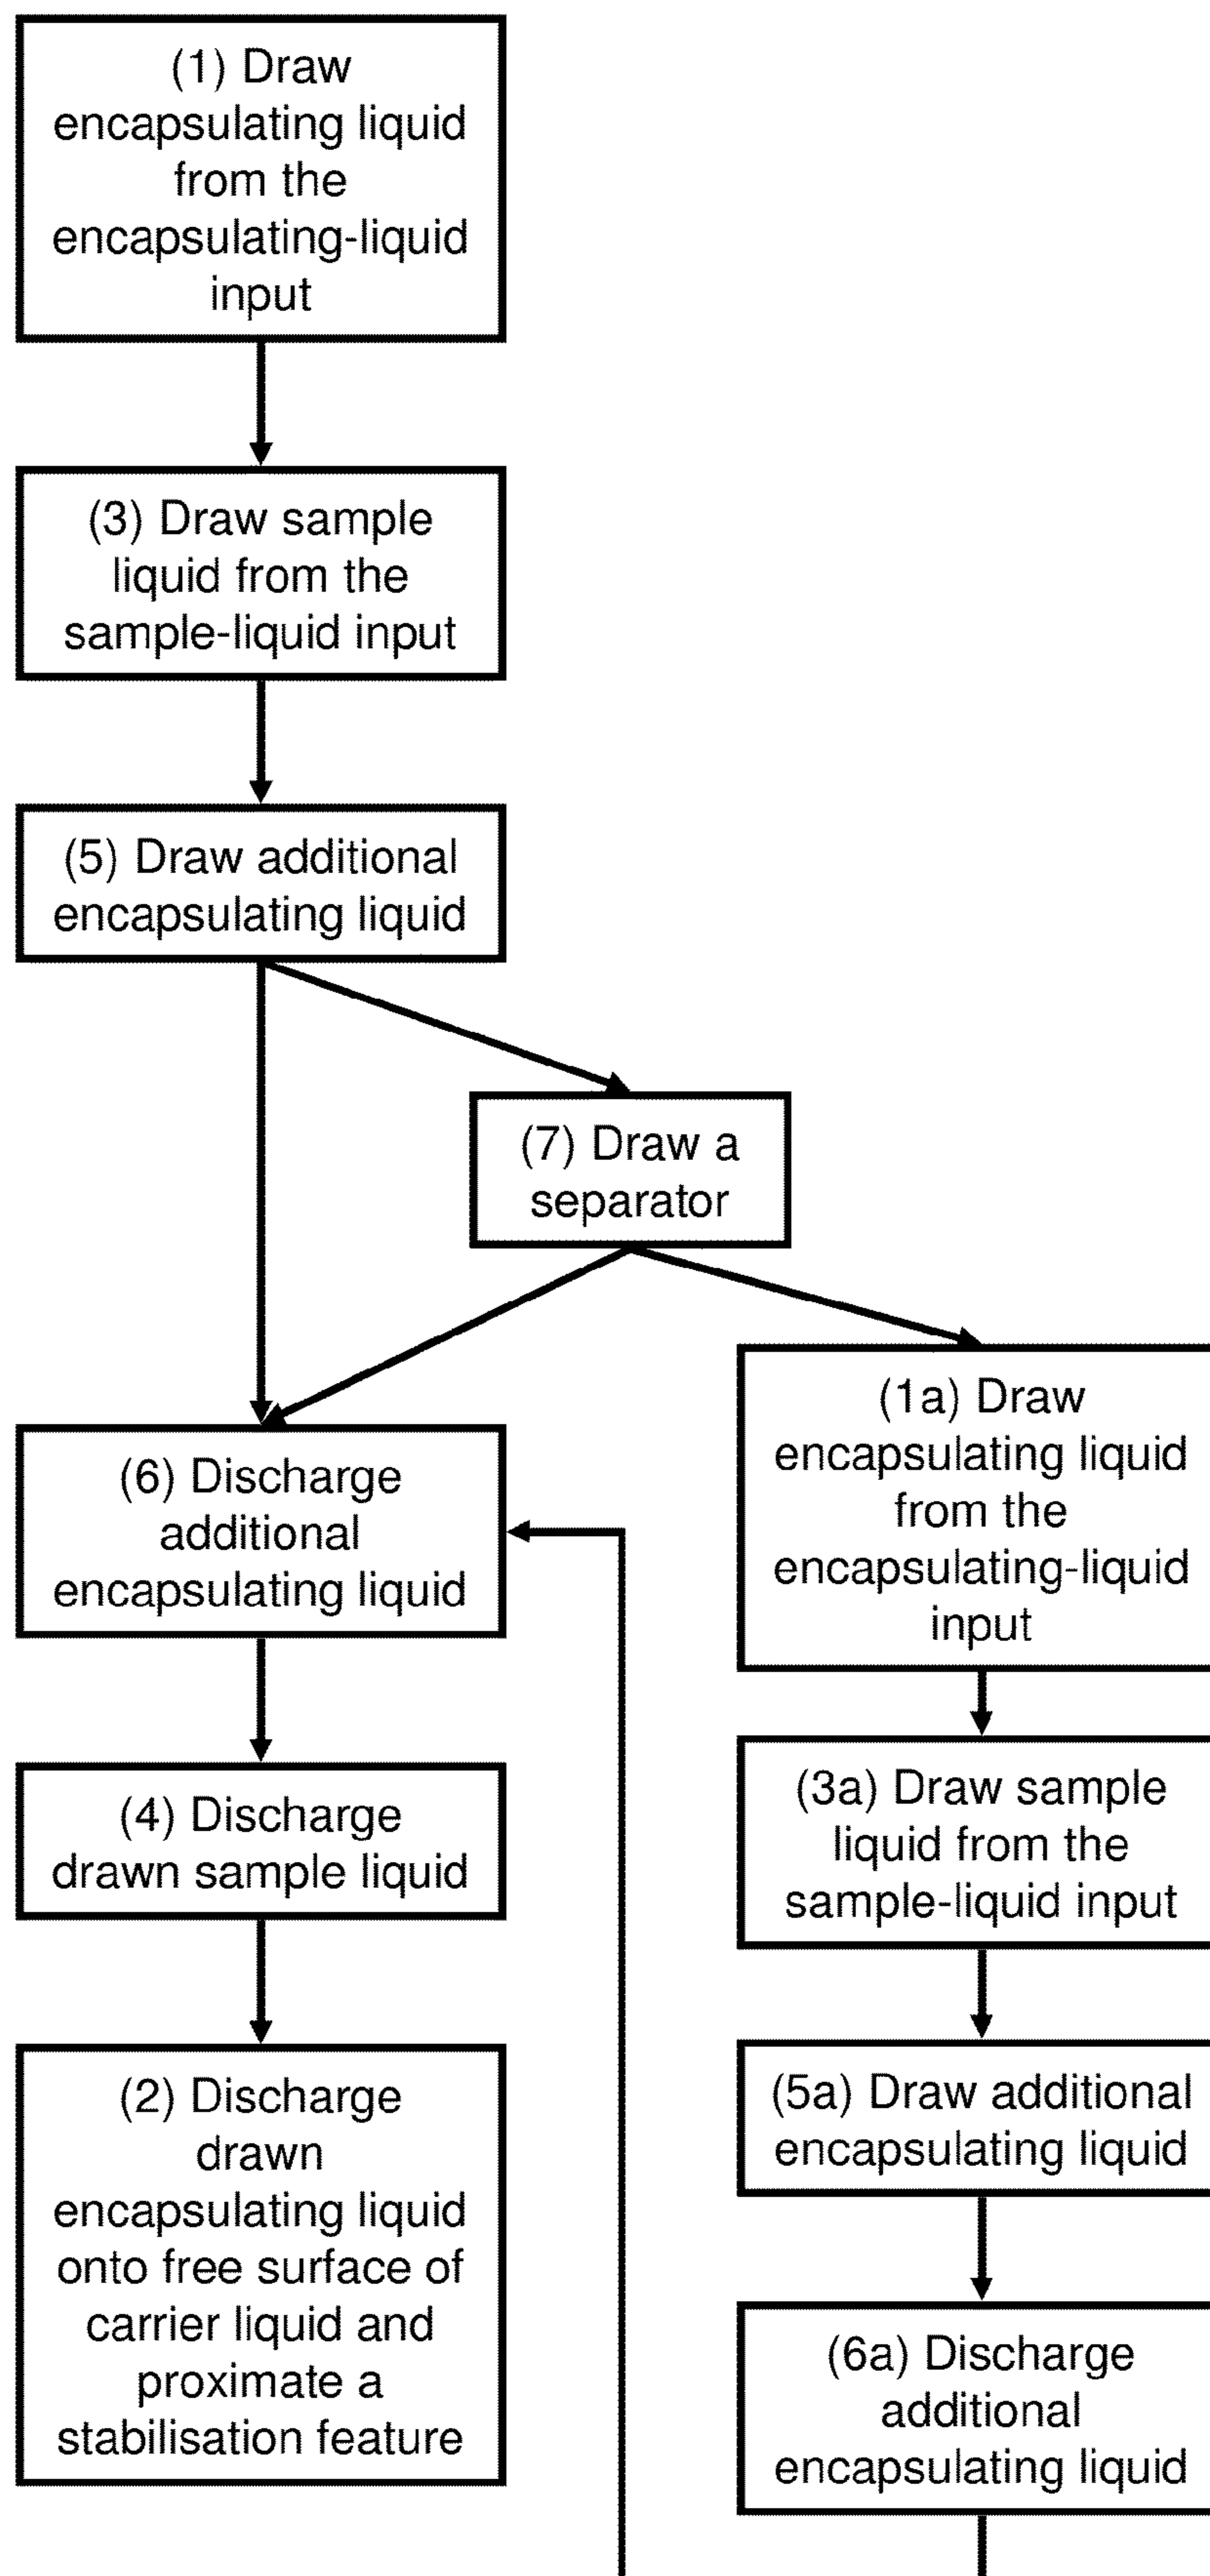 (1) Draw
encapsulating liquid
from the
encapsulating-liquid
input
(3) Draw sample
liquid from the
sample-liquid input
(5) Draw additional
encapsulating liquid
(7) Draw a
separator
(6) Discharge
additional
encapsulating liquid
(4) Discharge
drawn sample liquid
(2) Discharge
drawn
encapsulating liquid
onto free surface of
carrier liquid and
proximate a
stabilisation feature
(1a) Draw
encapsulating liquid
from the
encapsulating-liquid
input
(3a) Draw sample
liquid from the
sample-liquid input
(5a) Draw additional
encapsulating liquid
(6a) Discharge
additional
encapsulating liquid